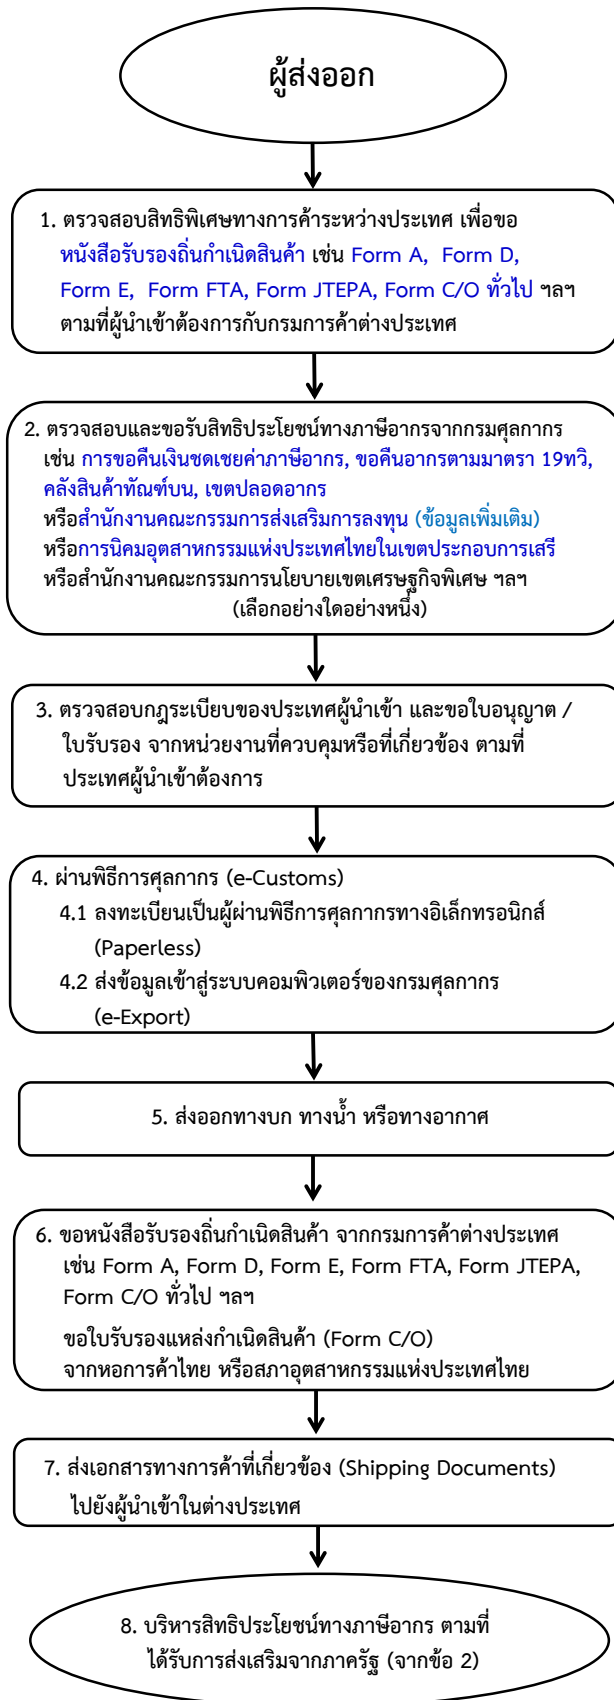 ผู้ส่งออก
1. ตรวจสอบสิทธิพิเศษทางการค้าระหว่างประเทศ เพื่อขอ
หนังสือรับรองถิ่นกำเนิดสินค้า เช่น Form A, Form D,
Form E, Form FTA, Form JTEPA, Form C/O ทั่วไป ฯลฯ
ตามที่ผู้นำเข้าต้องการกับกรมการค้าต่างประเทศ
2. ตรวจสอบและขอรับสิทธิประโยชน์ทางภาษีอากรจากกรมศุลกากร
เช่น การขอคืนเงินชดเชยค่าภาษีอากร, ขอคืนอากรตามมาตรา 19ทวิ,
คลังสินค้าทัณฑ์บน, เขตปลอดอากร
หรือสำนักงานคณะกรรมการส่งเสริมการลงทุน (ข้อมูลเพิ่มเติม)
หรือการนิคมอุตสาหกรรมแห่งประเทศไทยในเขตประกอบการเสรี
หรือสำนักงานคณะกรรมการนโยบายเขตเศรษฐกิจพิเศษ ฯลฯ
(เลือกอย่างใดอย่างหนึ่ง)
3. ตรวจสอบกฎระเบียบของประเทศผู้นำเข้า และขอใบอนุญาต /
ใบรับรอง จากหน่วยงานที่ควบคุมหรือที่เกี่ยวข้อง ตามที่
ประเทศผู้นำเข้าต้องการ
4. ผ่านพิธีการศุลกากร (e-Customs)
4.1 ลงทะเบียนเป็นผู้ผ่านพิธีการศุลกากรทางอิเล็กทรอนิกส์
(Paperless)
4.2 ส่งข้อมูลเข้าสู่ระบบคอมพิวเตอร์ของกรมศุลกากร
(e-Export)
5. ส่งออกทางบก ทางน้ำ หรือทางอากาศ
6. ขอหนังสือรับรองถิ่นกำเนิดสินค้า จากกรมการค้าต่างประเทศ
เช่น Form A, Form D, Form E, Form FTA, Form JTEPA,
Form C/O ทั่วไป ฯลฯ
ขอใบรับรองแหล่งกำเนิดสินค้า (Form C/O)
จากหอการค้าไทย หรือสภาอุตสาหกรรมแห่งประเทศไทย
7. ส่งเอกสารทางการค้าที่เกี่ยวข้อง (Shipping Documents)
ไปยังผู้นำเข้าในต่างประเทศ
8. บริหารสิทธิประโยชน์ทางภาษีอากร ตามที่
ได้รับการส่งเสริมจากภาครัฐ (จากข้อ 2)